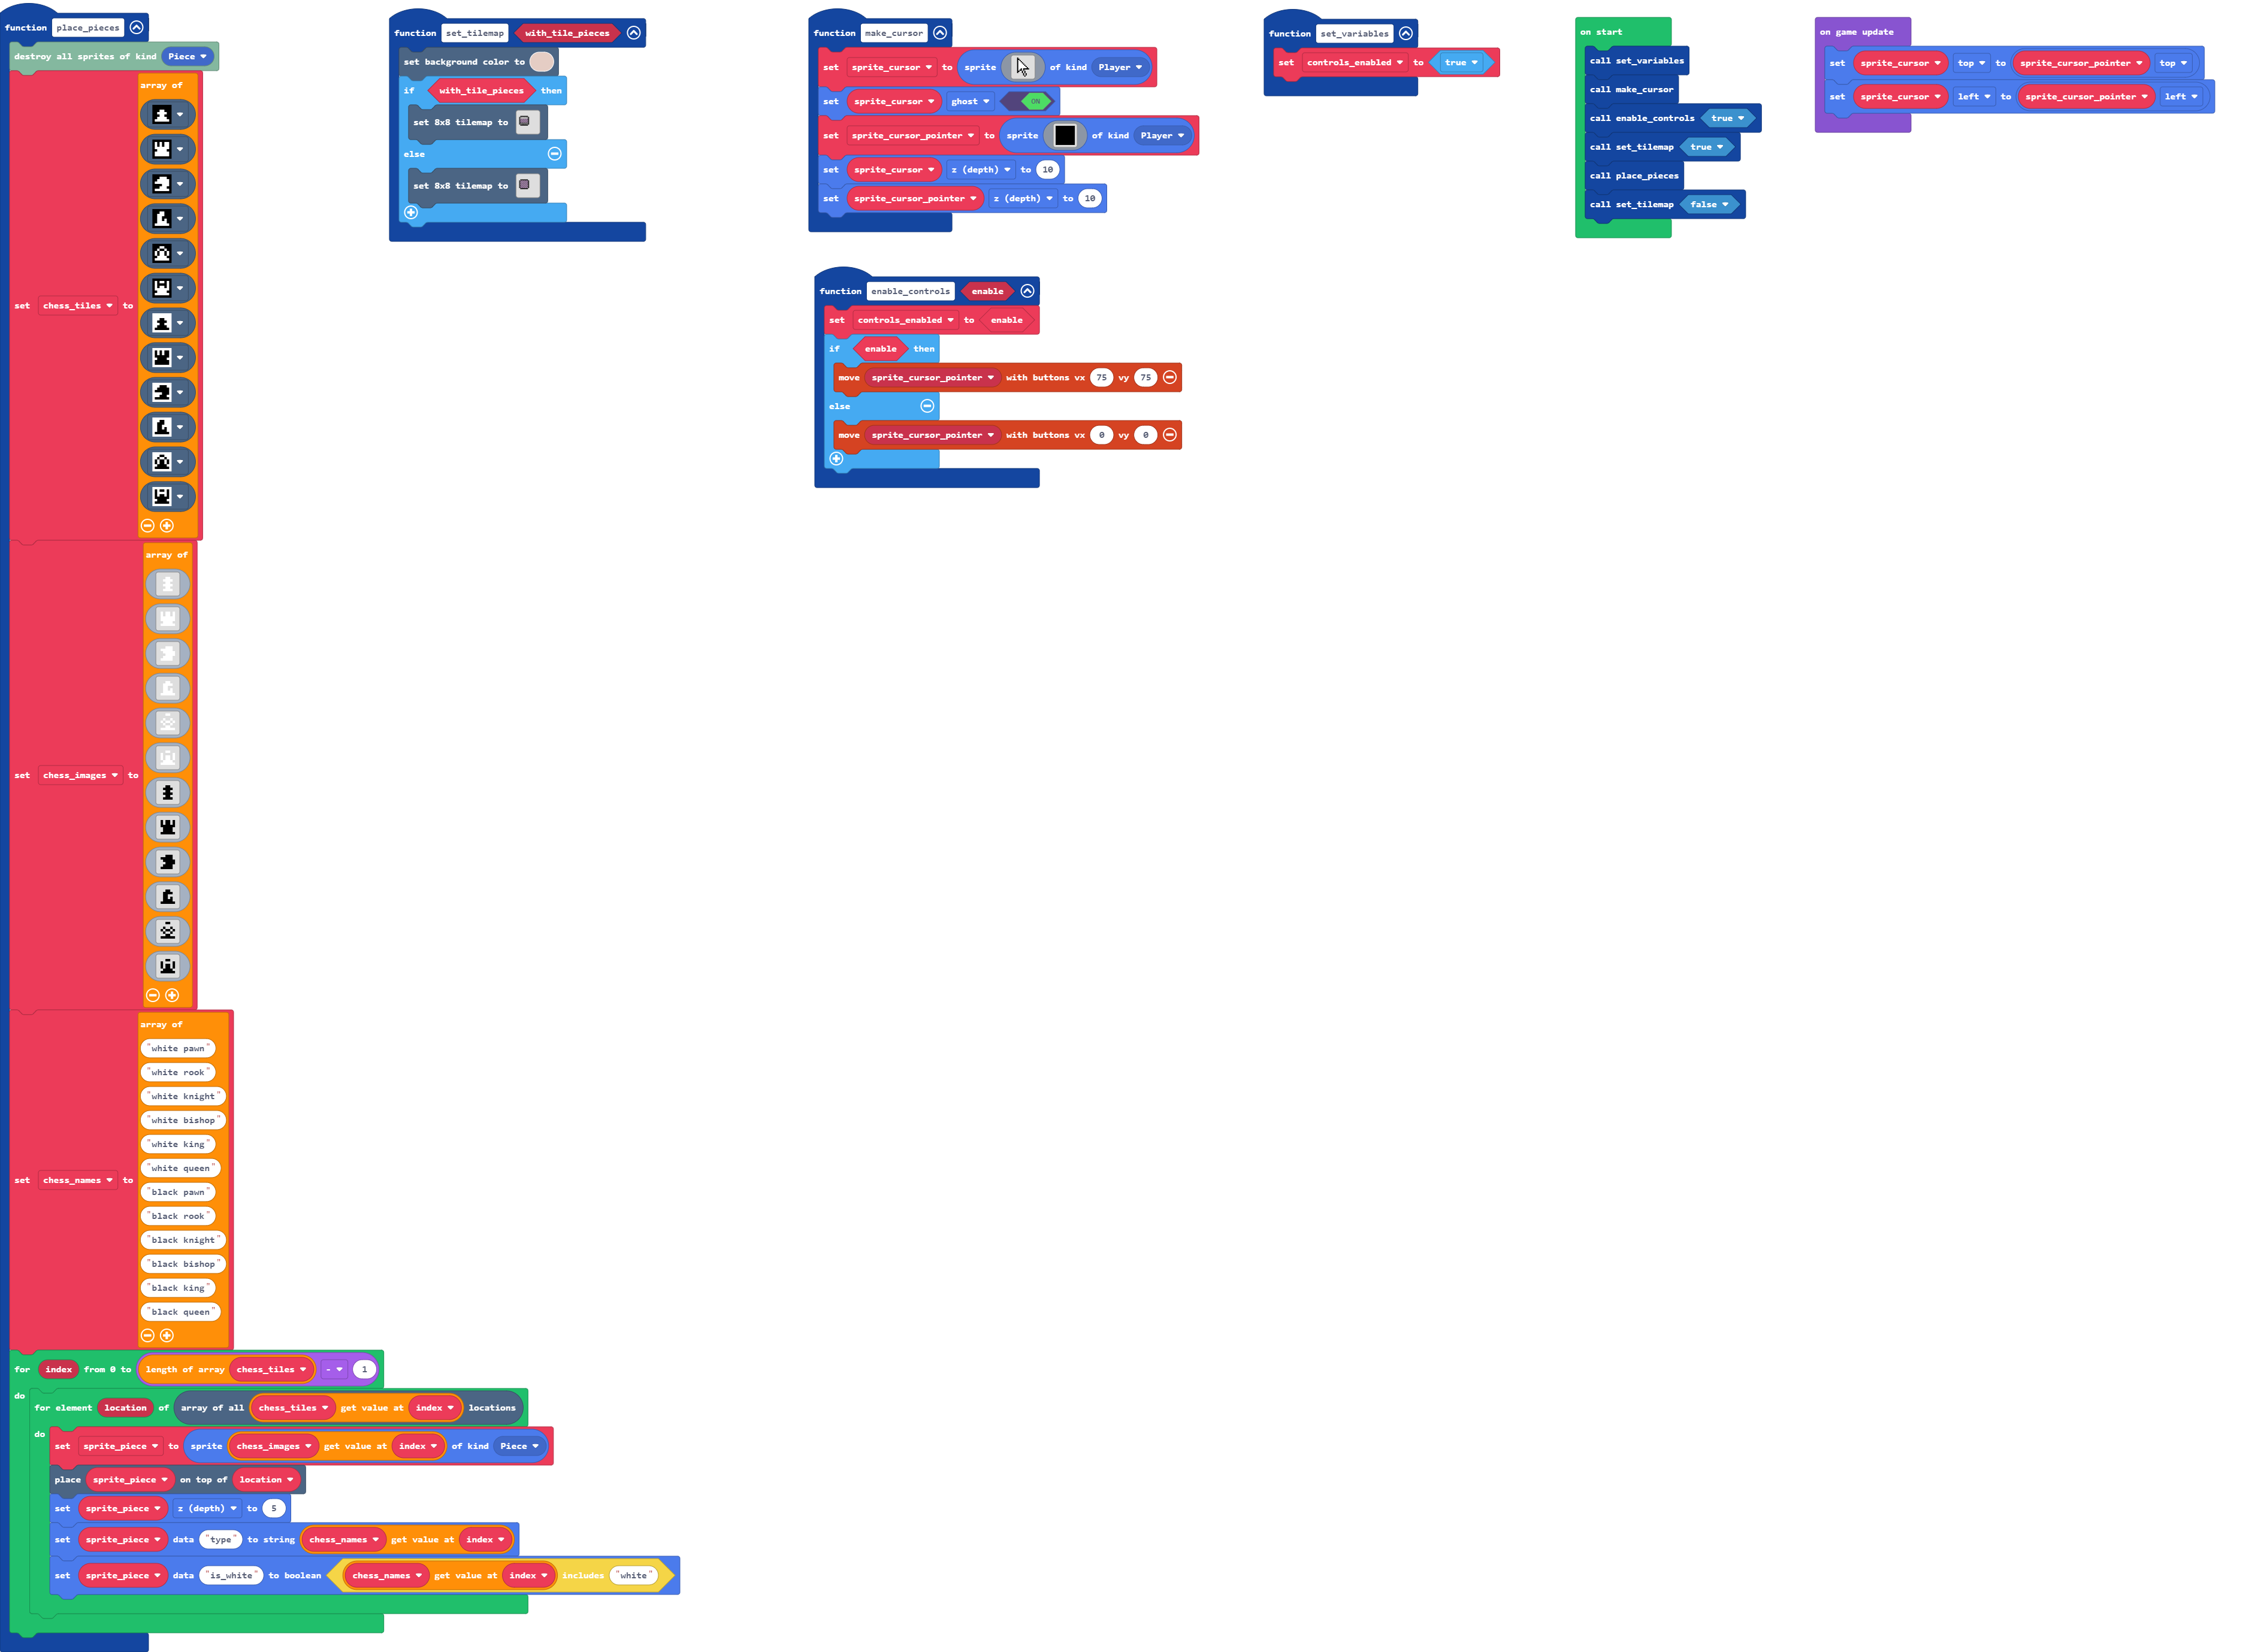 function place_pieces
destroy all sprites of kind Piece
set chess_tiles to array of
set chess_images to array of
set chess_names to array of
"white pawn"
"white rook"
"white knight"
"white bishop"
"white king"
"white queen"
"black pawn"
"black rook"
"black knight"
"black bishop"
"black king"
"black queen"
for index from 0 to length of array chess_tiles - 1
do
for element location of array of all chess_tiles get value at index locations
do
set sprite_piece to sprite chess_images get value at index of kind Piece
place sprite_piece on top of location
set sprite_piece z (depth) to 5
set sprite_piece data "type" to string chess_names get value at index
set sprite_piece data "is_white" to boolean chess_names get value at index includes "white"
function set_tilemap with_tile_pieces
set background color to
if with_tile_pieces then
set 8x8 tilemap to
else
set 8x8 tilemap to
function make_cursor
set sprite_cursor to sprite of kind Player
set sprite_cursor ghost ON
set sprite_cursor_pointer to sprite of kind Player
set sprite_cursor z (depth) to 10
set sprite_cursor_pointer z (depth) to 10
function enable_controls enable
set controls_enabled to enable
if enable then
move sprite_cursor_pointer with buttons vx 75 vy 75
else
move sprite_cursor_pointer with buttons vx 0 vy 0
function set_variables
set controls_enabled to true
on start
call set_variables
call make_cursor
call enable_controls true
call set_tilemap true
call place_pieces
call set_tilemap false
on game update
set sprite_cursor top to sprite_cursor_pointer top
set sprite_cursor left to sprite_cursor_pointer left